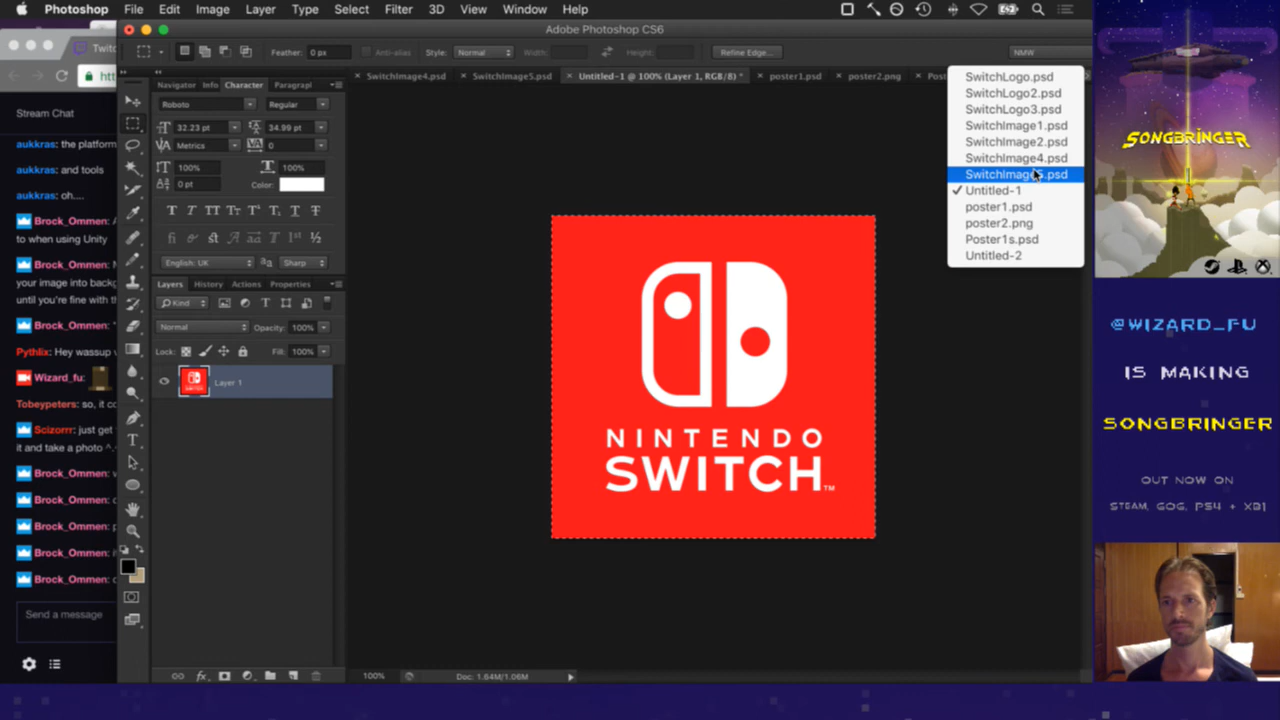 Photoshop File Edit Image Layer Type Select Filter 3D View Window Help
Adobe Photoshop CS6
Feather: 0 px Anti-alias Style: Normal Width: Height: Refine Edge... NMW
SwitchImage4.psd SwitchImage5.psd Untitled-1 @ 100% (Layer 1, RGB/8) * poster1.psd poster2.png
SwitchLogo.psd
SwitchLogo2.psd
SwitchLogo3.psd
SwitchImage1.psd
SwitchImage2.psd
SwitchImage4.psd
SwitchImage5.psd
Untitled-1
poster1.psd
poster2.png
Poster1s.psd
Untitled-2
Stream Chat
aukkras: the platform
aukkras: and tools
aukkras: oh....
Brock_Ommen:
to when using Unity
Brock_Ommen:
your image into
until you're fine with
Brock_Ommen:
Pythlix: Hey wassup
Wizard_fu:
Tobeypeters: so, it
Scizorrr: just get
it and take a photo ^.
Brock_Ommen:
Brock_Ommen:
Brock_Ommen:
Brock_Ommen:
Brock_Ommen:
Send a message
Navigator Info Character Paragrapl
Roboto Regular
32.23 pt 34.99 pt
Metrics 0
100% 100%
0 pt Color:
English: UK Sharp
Layers History Actions Properties
Kind
Normal Opacity: 100%
Lock: Fill: 100%
Layer 1
NINTENDO
SWITCH™
100% Doc: 1.64M/1.06M
SONGBRINGER
@WIZARD_FU
IS MAKING
SONGBRINGER
OUT NOW ON
STEAM, GOG, PS4 + XB1